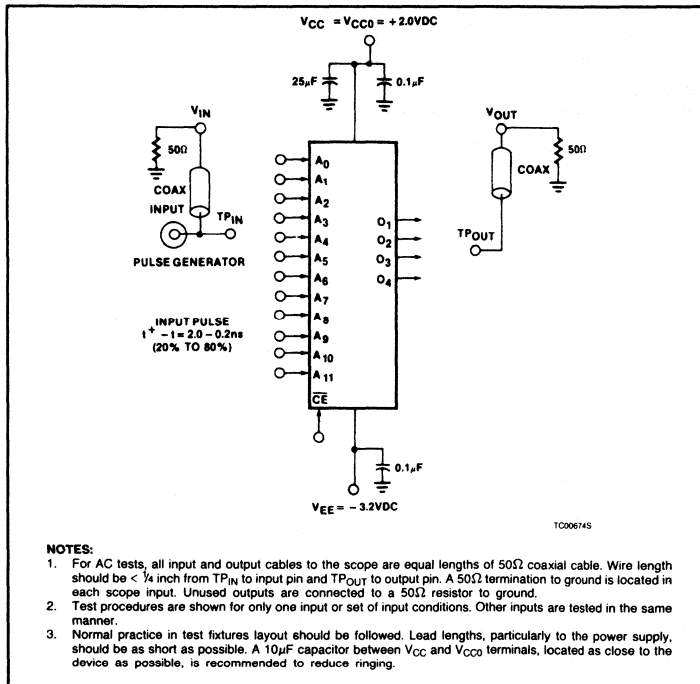 VCC = VCC0 = +2.0VDC
25µF
0.1µF
VIN
50Ω
COAX
INPUT
TPIN
PULSE GENERATOR
INPUT PULSE
t+ – t = 2.0 – 0.2ns
(20% TO 80%)
A0
A1
A2
A3
A4
A5
A6
A7
A8
A9
A10
A11
CE
O1
O2
O3
O4
VOUT
50Ω
COAX
TPOUT
0.1µF
VEE = – 3.2VDC
TC00674S
NOTES:
1. For AC tests, all input and output cables to the scope are equal lengths of 50Ω coaxial cable. Wire length
should be < 1/4 inch from TPIN to input pin and TPOUT to output pin. A 50Ω termination to ground is located in
each scope input. Unused outputs are connected to a 50Ω resistor to ground.
2. Test procedures are shown for only one input or set of input conditions. Other inputs are tested in the same
manner.
3. Normal practice in test fixtures layout should be followed. Lead lengths, particularly to the power supply,
should be as short as possible. A 10µF capacitor between VCC and VCC0 terminals, located as close to the
device as possible, is recommended to reduce ringing.